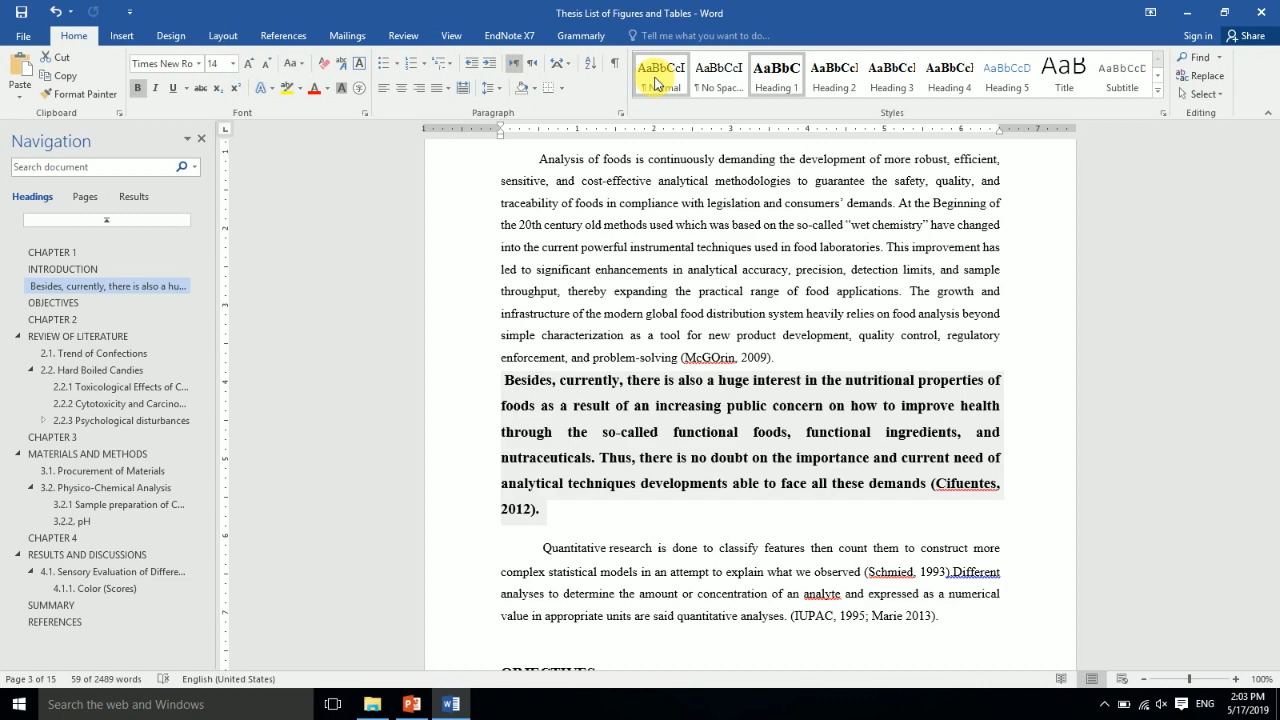 Thesis List of Figures and Tables - Word
File Home Insert Design Layout References Mailings Review View EndNote X7 Grammarly Tell me what you want to do... Sign in Share
Paste Cut Copy Format Painter
Clipboard
Times New Ro 14
Font
Paragraph
AaBbCcI AaBbCcI AaBbC AaBbCcI AaBbCcI AaBbCcI AaBbCcD AaB AaBbCcD
¶ Normal ¶ No Spac... Heading 1 Heading 2 Heading 3 Heading 4 Heading 5 Title Subtitle
Styles
Find
Replace
Select
Editing
Navigation
Search document
Headings Pages Results
CHAPTER 1
INTRODUCTION
Besides, currently, there is also a hu...
OBJECTIVES
CHAPTER 2
REVIEW OF LITERATURE
2.1. Trend of Confections
2.2. Hard Boiled Candies
2.2.1 Toxicological Effects of C...
2.2.2 Cytotoxicity and Carcino...
2.2.3 Psychological disturbances
CHAPTER 3
MATERIALS AND METHODS
3.1. Procurement of Materials
3.2. Physico-Chemical Analysis
3.2.1 Sample preparation of C...
3.2.2. pH
CHAPTER 4
RESULTS AND DISCUSSIONS
4.1. Sensory Evaluation of Differe...
4.1.1. Color (Scores)
SUMMARY
REFERENCES
Analysis of foods is continuously demanding the development of more robust, efficient,
sensitive, and cost-effective analytical methodologies to guarantee the safety, quality, and
traceability of foods in compliance with legislation and consumers’ demands. At the Beginning of
the 20th century old methods used which was based on the so-called “wet chemistry” have changed
into the current powerful instrumental techniques used in food laboratories. This improvement has
led to significant enhancements in analytical accuracy, precision, detection limits, and sample
throughput, thereby expanding the practical range of food applications. The growth and
infrastructure of the modern global food distribution system heavily relies on food analysis beyond
simple characterization as a tool for new product development, quality control, regulatory
enforcement, and problem-solving (McGOrin, 2009).
Besides, currently, there is also a huge interest in the nutritional properties of
foods as a result of an increasing public concern on how to improve health
through the so-called functional foods, functional ingredients, and
nutraceuticals. Thus, there is no doubt on the importance and current need of
analytical techniques developments able to face all these demands (Cifuentes,
2012).
Quantitative research is done to classify features then count them to construct more
complex statistical models in an attempt to explain what we observed (Schmied, 1993).Different
analyses to determine the amount or concentration of an analyte and expressed as a numerical
value in appropriate units are said quantitative analyses. (IUPAC, 1995; Marie 2013).
OBJECTIVES
Page 3 of 15 59 of 2489 words English (United States) 100%
Search the web and Windows
ENG
2:03 PM
5/17/2019